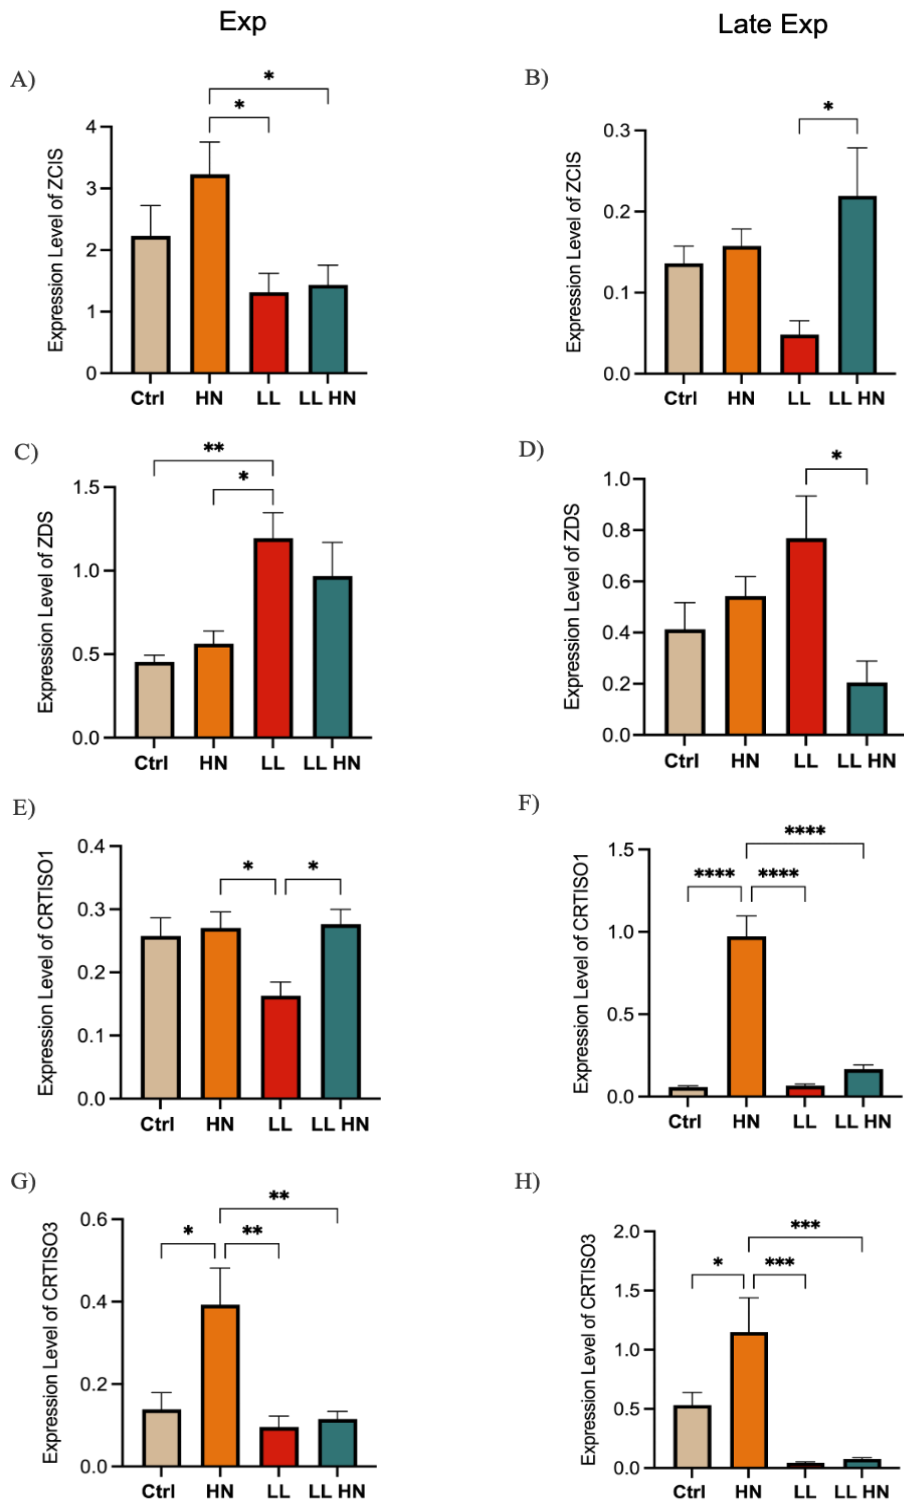 Exp
Late Exp
A)
*
*
Expression Level of ZCIS
4
3
2
1
0
Ctrl HN LL LL HN
B)
*
Expression Level of ZCIS
0.3
0.2
0.1
0.0
Ctrl HN LL LL HN
C)
**
*
Expression Level of ZDS
1.5
1.0
0.5
0.0
Ctrl HN LL LL HN
D)
*
Expression Level of ZDS
1.0
0.8
0.6
0.4
0.2
0.0
Ctrl HN LL LL HN
E)
* *
Expression Level of CRTISO1
0.4
0.3
0.2
0.1
0.0
Ctrl HN LL LL HN
F)
****
**** ****
Expression Level of CRTISO1
1.5
1.0
0.5
0.0
Ctrl HN LL LL HN
G)
**
* **
Expression Level of CRTISO3
0.6
0.4
0.2
0.0
Ctrl HN LL LL HN
H)
***
* ***
Expression Level of CRTISO3
2.0
1.5
1.0
0.5
0.0
Ctrl HN LL LL HN